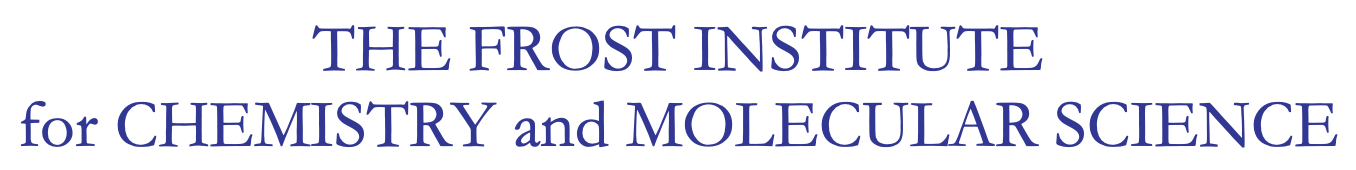 THE FROST INSTITUTE
for CHEMISTRY and MOLECULAR SCIENCE